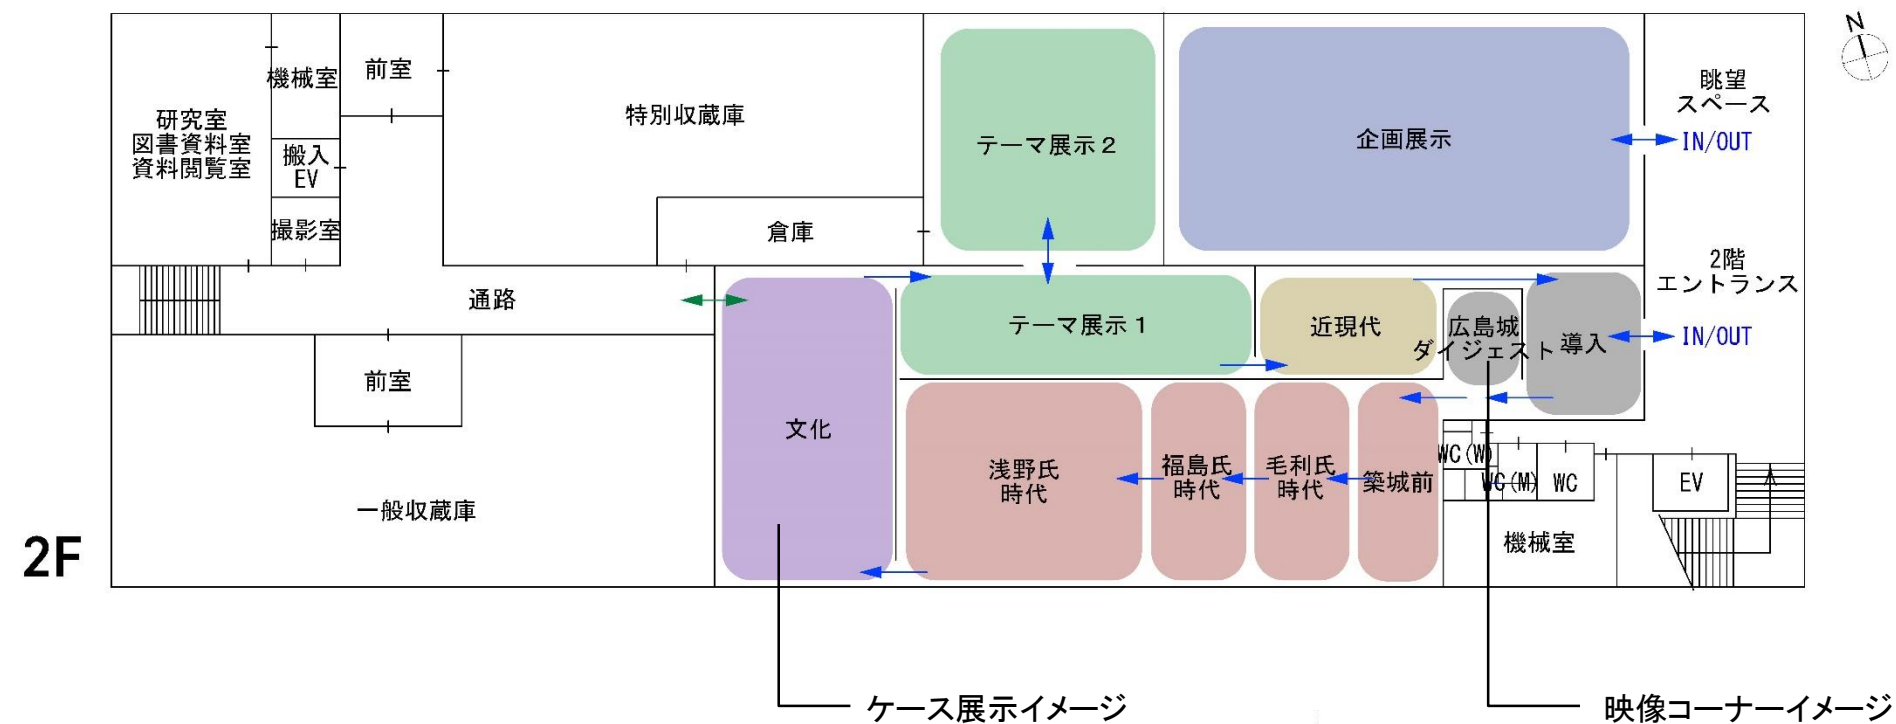 N
機械室
前室
特別収蔵庫
研究室
図書資料室
資料閲覧室
搬入
EV
撮影室
倉庫
テーマ展示2
企画展示
眺望
スペース
IN/OUT
2階
エントランス
IN/OUT
通路
テーマ展示1
近現代
広島城
ダイジェスト
導入
前室
文化
浅野氏
時代
福島氏
時代
毛利氏
時代
築城前
WC(W)
WC(M)
WC
EV
一般収蔵庫
機械室
2F
ケース展示イメージ
映像コーナーイメージ